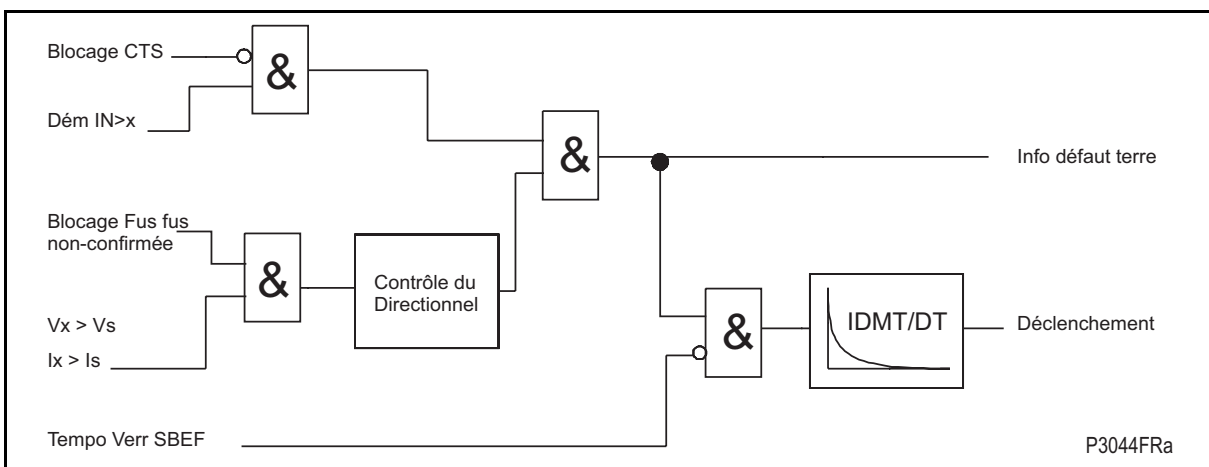 Blocage CTS
&
Dém IN>x
&
Info défaut terre
Blocage Fus fus
non-confirmée
&
Contrôle du
Directionnel
Vx > Vs
Ix > Is
&
IDMT/DT
Déclenchement
Tempo Verr SBEF
P3044FRa